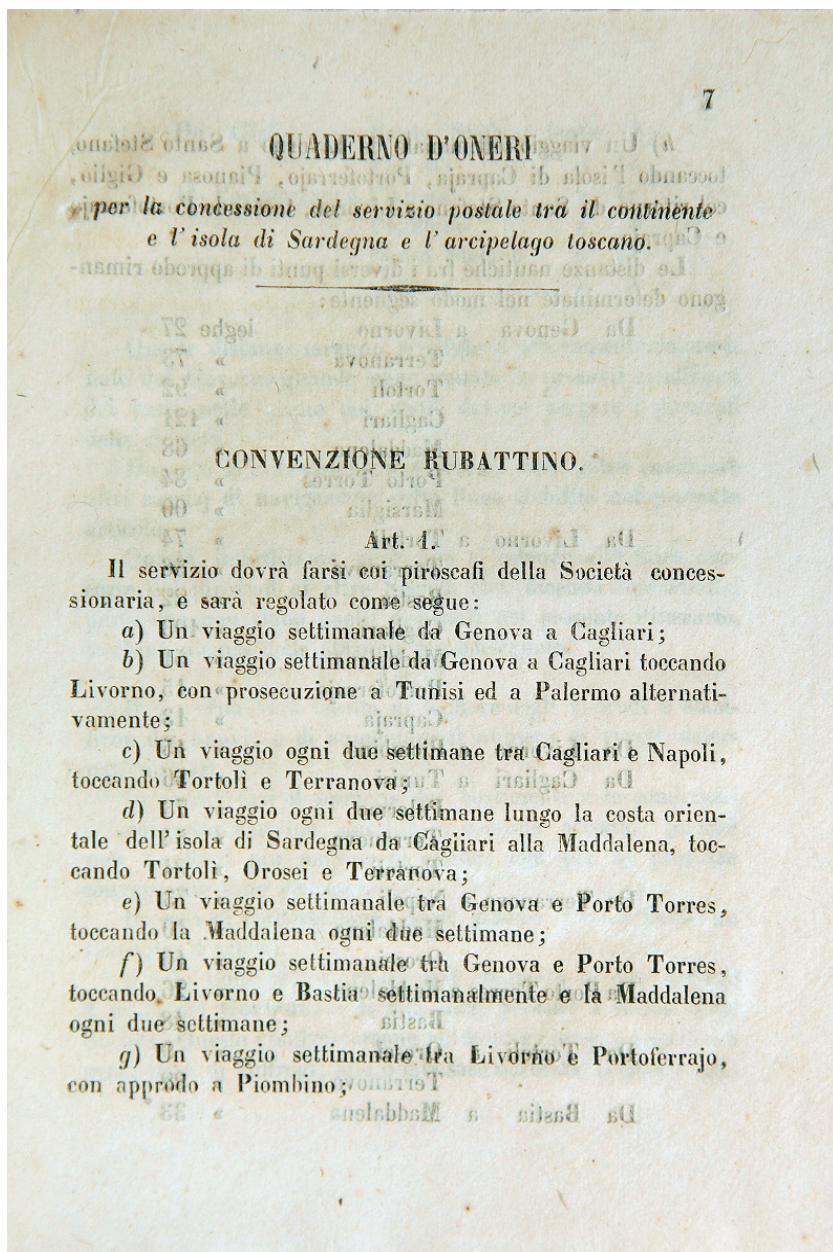 7
QUADERNO D'ONERI
per la concessione del servizio postale tra il continente
e l'isola di Sardegna e l'arcipelago toscano.
CONVENZIONE RUBATTINO.
Art. 1.
Il servizio dovrà farsi coi piroscafi della Società conces-
sionaria, e sarà regolato come segue:
a) Un viaggio settimanale da Genova a Cagliari;
b) Un viaggio settimanale da Genova a Cagliari toccando
Livorno, con prosecuzione a Tunisi ed a Palermo alternati-
vamente;
c) Un viaggio ogni due settimane tra Cagliari e Napoli,
toccando Tortolì e Terranova;
d) Un viaggio ogni due settimane lungo la costa orien-
tale dell'isola di Sardegna da Cagliari alla Maddalena, toc-
cando Tortolì, Orosei e Terranova;
e) Un viaggio settimanale tra Genova e Porto Torres,
toccando la Maddalena ogni due settimane;
f) Un viaggio settimanale tra Genova e Porto Torres,
toccando Livorno e Bastia settimanalmente e la Maddalena
ogni due settimane;
g) Un viaggio settimanale tra Livorno e Portoferrajo,
con approdo a Piombino;